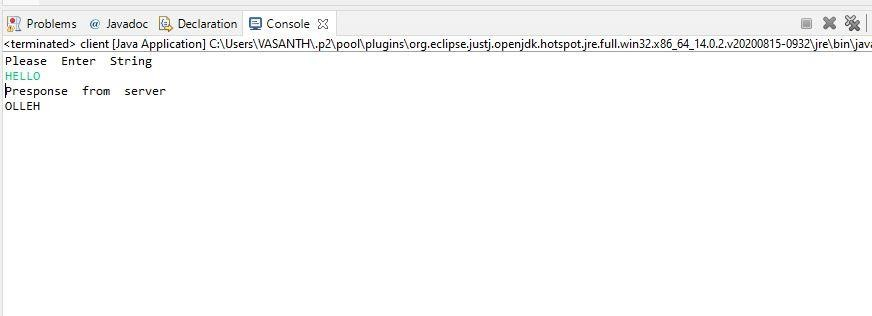 Problems @ Javadoc Declaration Console
<terminated> client [Java Application] C:\Users\VASANTH\.p2\pool\plugins\org.eclipse.justj.openjdk.hotspot.jre.full.win32.x86_64_14.0.2.v20200815-0932\jre\bin\java
Please Enter String
HELLO
Presponse from server
OLLEH